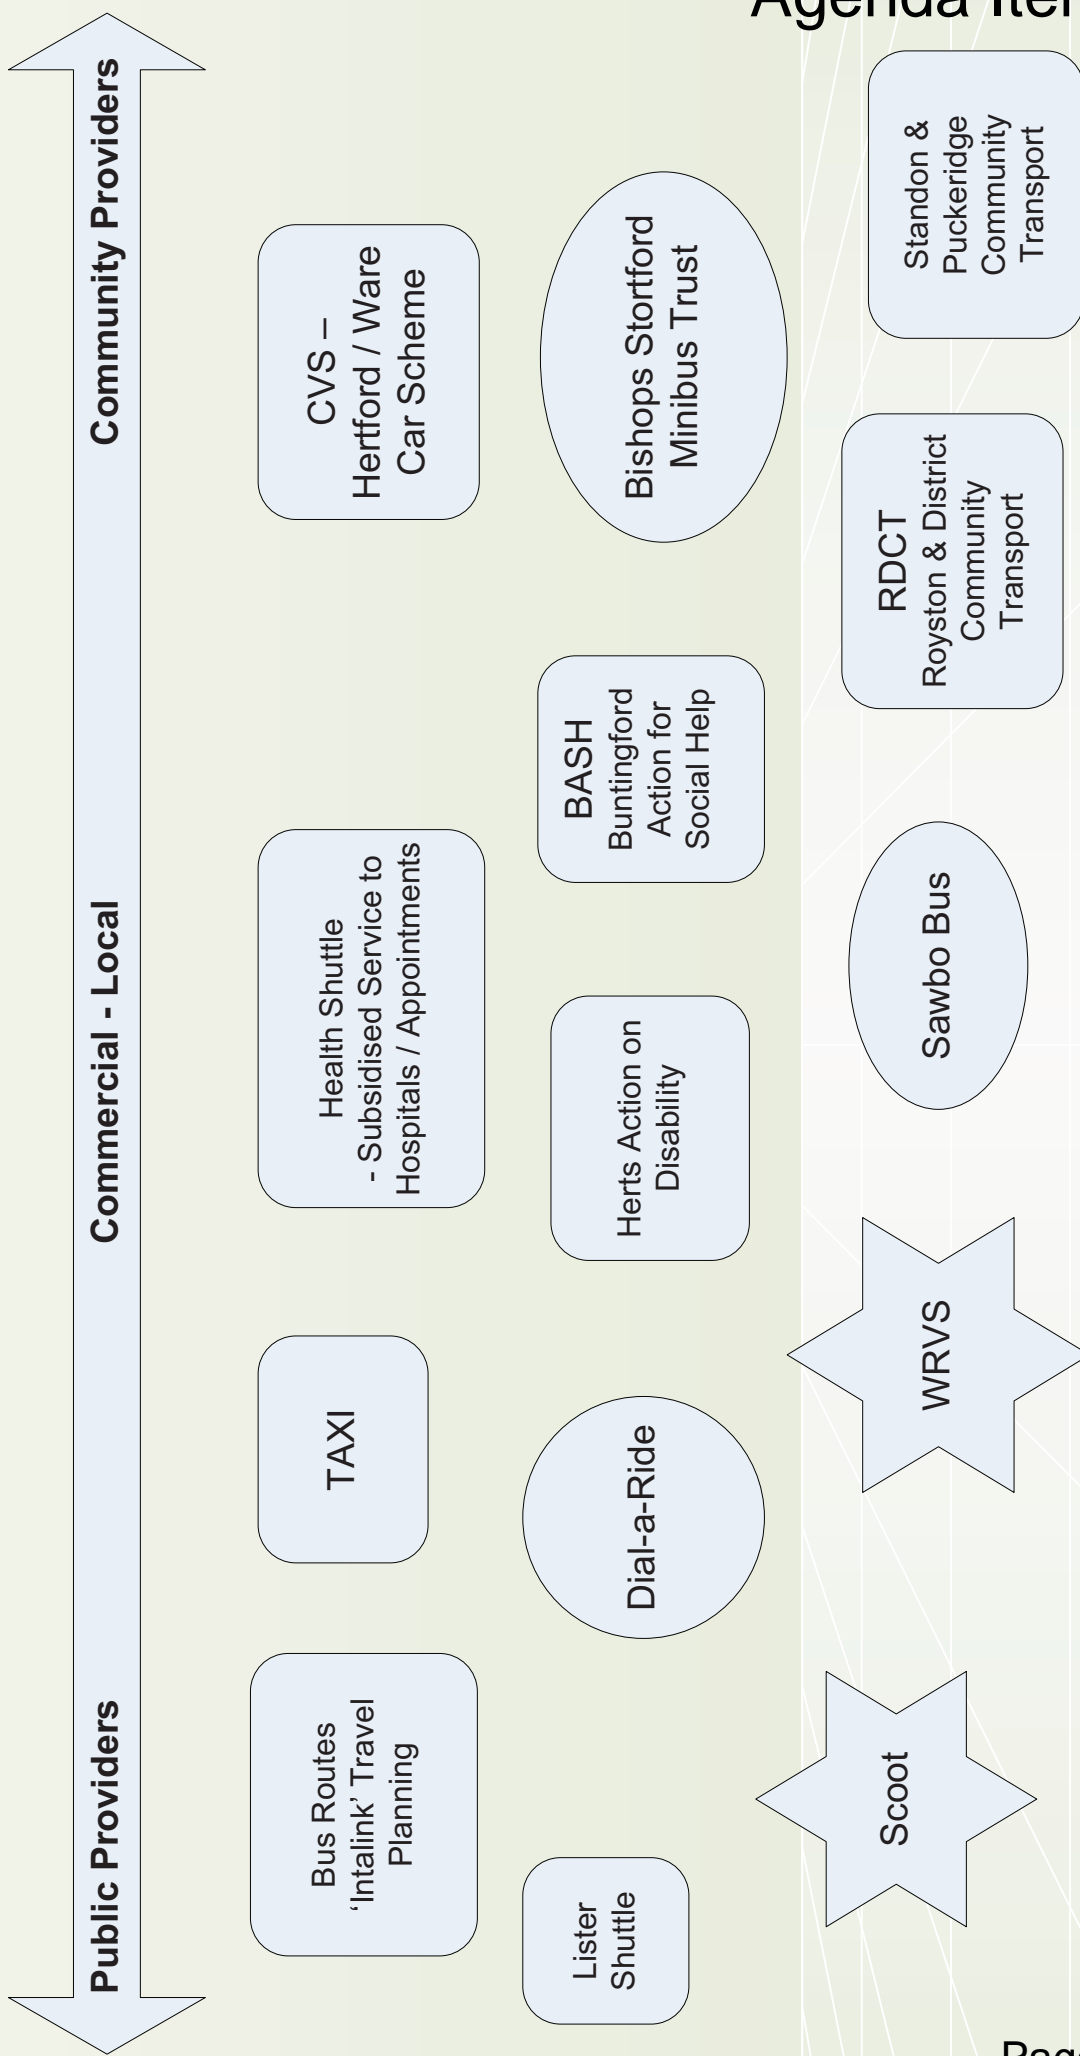 Agenda Item
Public Providers
Commercial - Local
Community Providers
Bus Routes
‘Intalink’ Travel
Planning
TAXI
Health Shuttle
- Subsidised Service to
Hospitals / Appointments
CVS –
Hertford / Ware
Car Scheme
Lister
Shuttle
Dial-a-Ride
Herts Action on
Disability
BASH
Buntingford
Action for
Social Help
Bishops Stortford
Minibus Trust
Scoot
WRVS
Sawbo Bus
RDCT
Royston & District
Community
Transport
Standon &
Puckeridge
Community
Transport